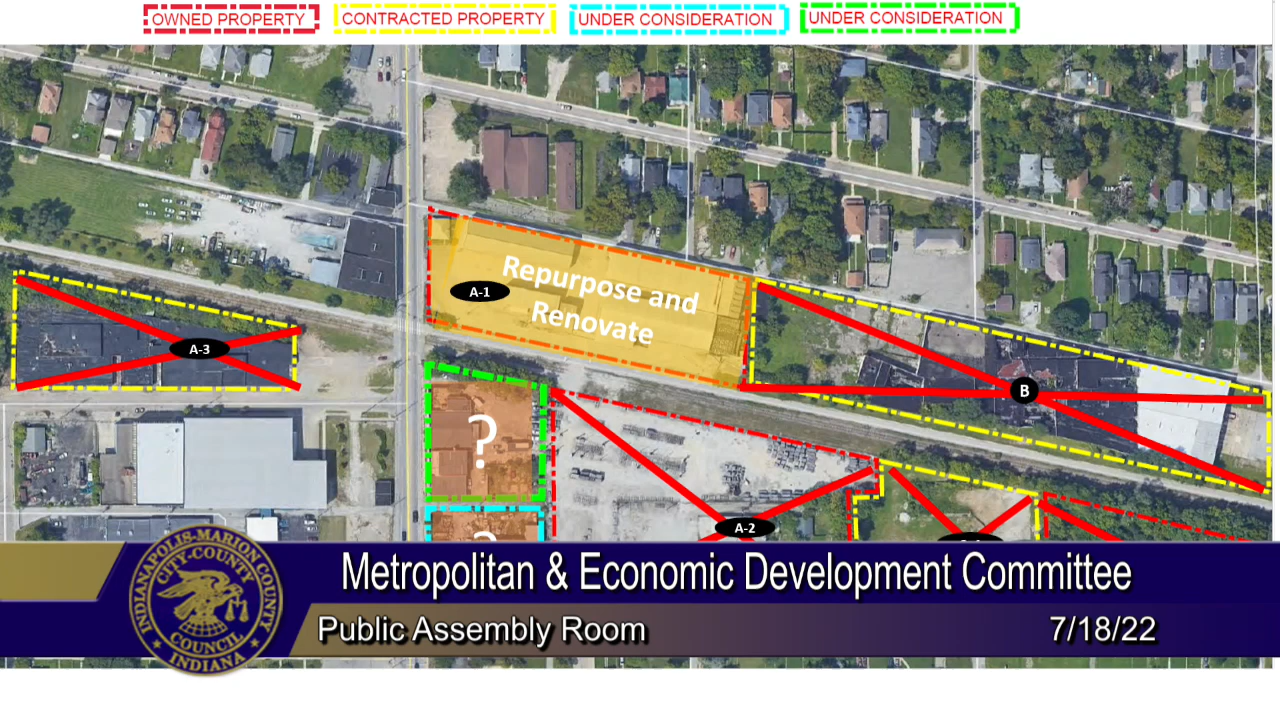 OWNED PROPERTY
CONTRACTED PROPERTY
UNDER CONSIDERATION
UNDER CONSIDERATION
Repurpose and
Renovate
A-1
A-3
B
?
A-2
?
Metropolitan & Economic Development Committee
Public Assembly Room
7/18/22
INDIANAPOLIS-MARION COUNTY
CITY-COUNTY
COUNCIL
INDIANA